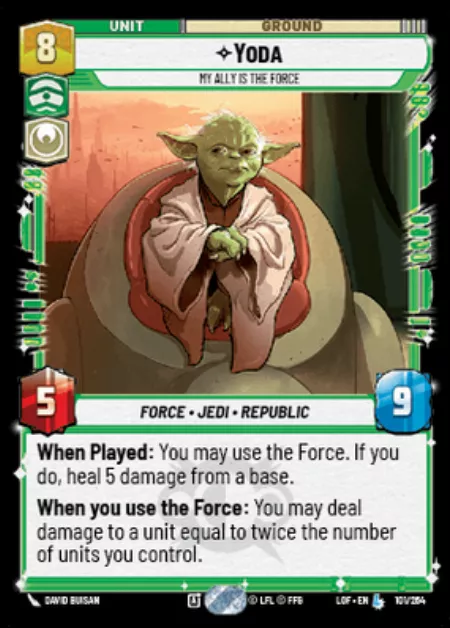 UNIT GROUND
8
YODA
MY ALLY IS THE FORCE
5
FORCE • JEDI • REPUBLIC
9
When Played: You may use the Force. If you
do, heal 5 damage from a base.
When you use the Force: You may deal
damage to a unit equal to twice the number
of units you control.
DAVID BUISAN
A
© LFL © FFG
LOF • EN
L
101/264